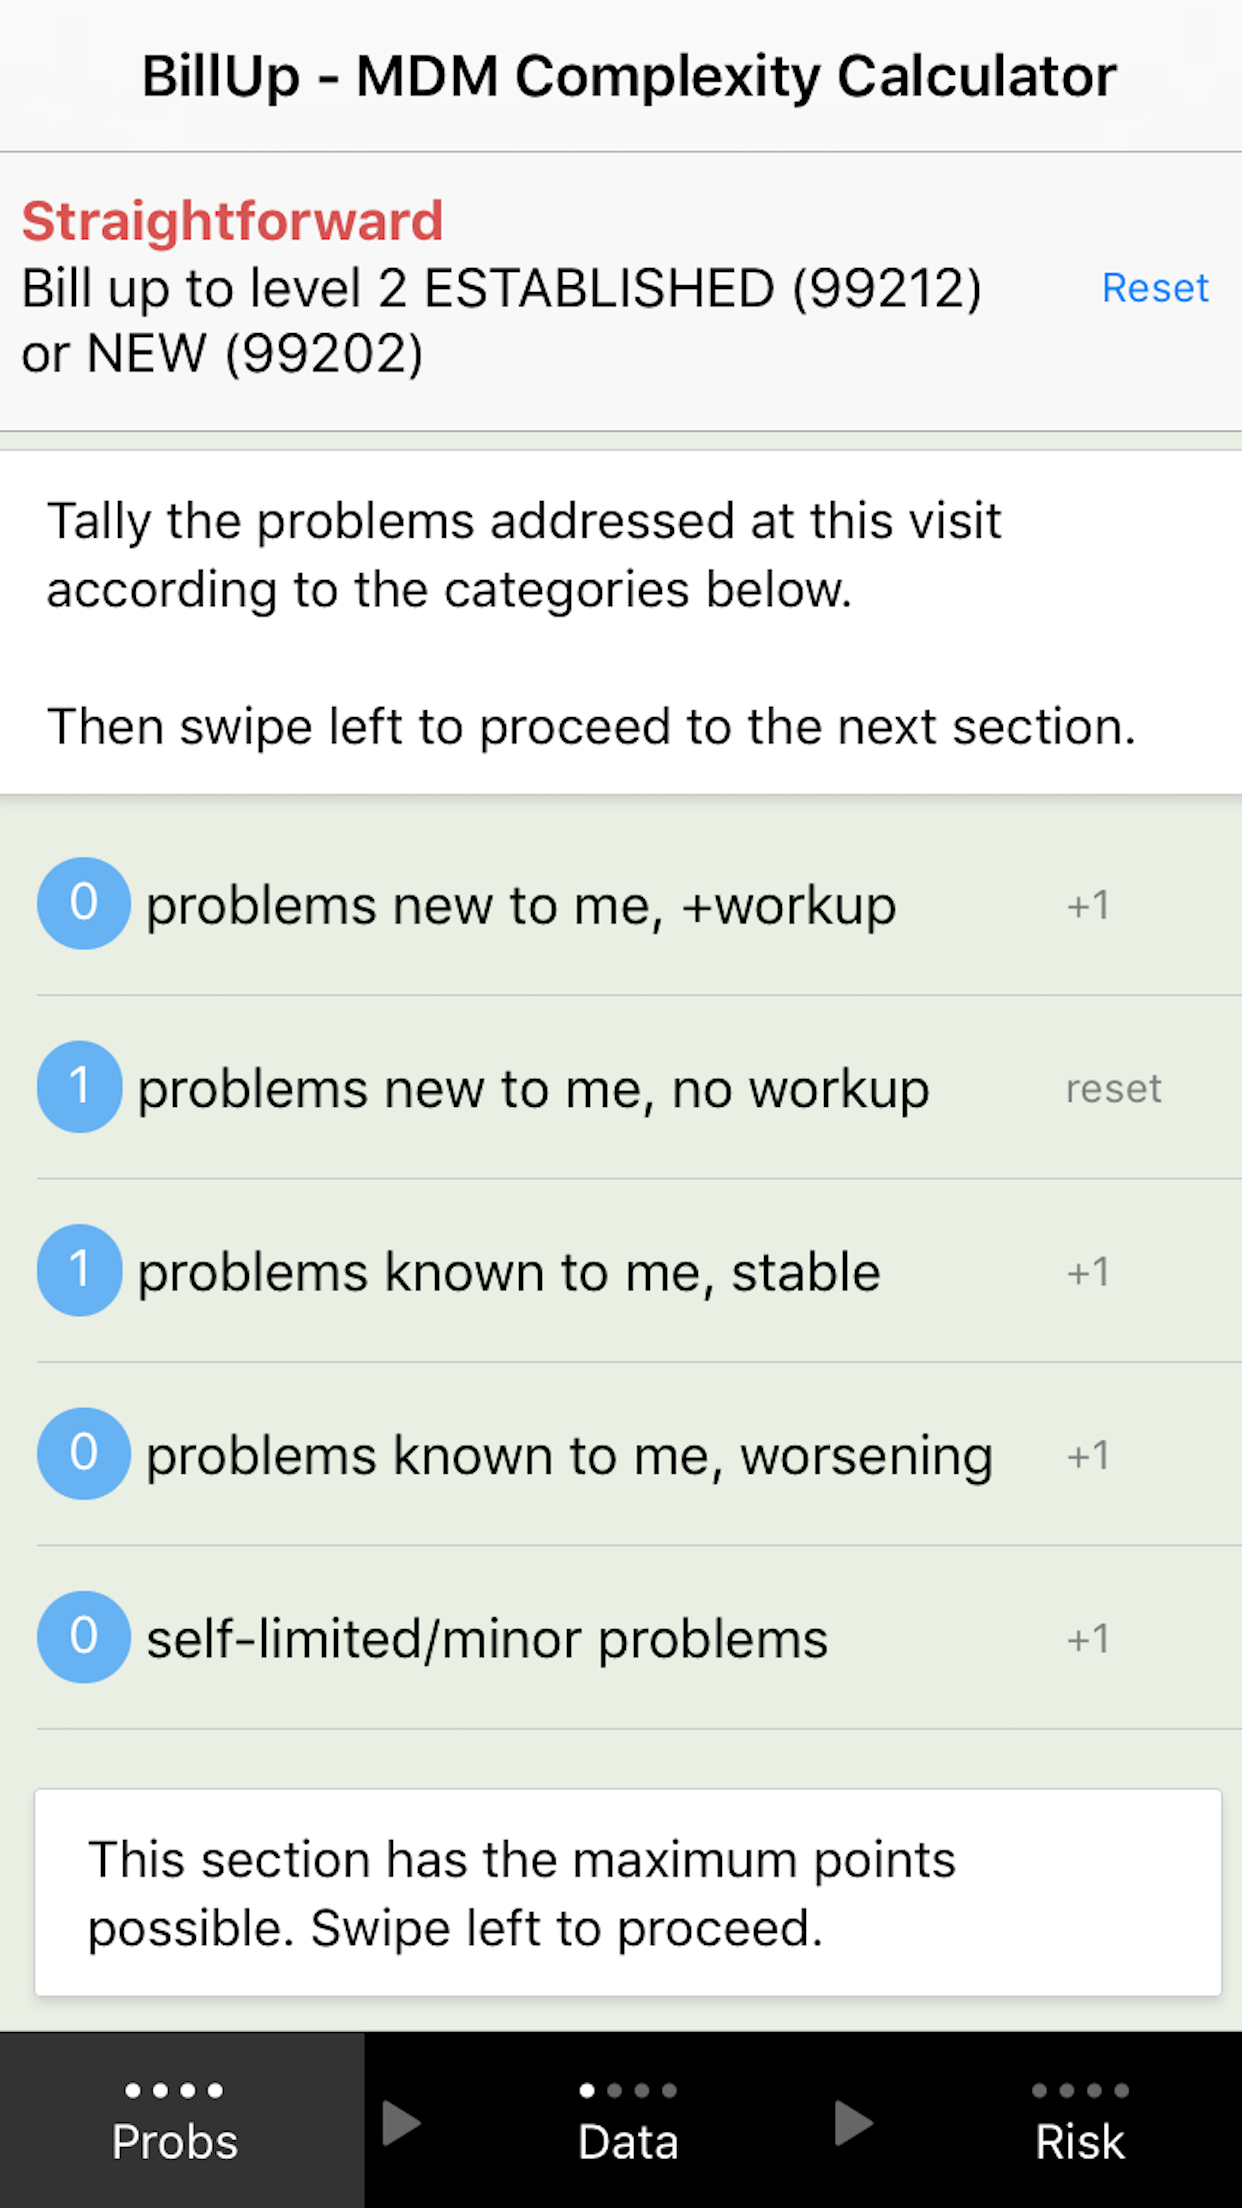 BillUp - MDM Complexity Calculator
Straightforward
Bill up to level 2 ESTABLISHED (99212)
or NEW (99202)
Reset
Tally the problems addressed at this visit
according to the categories below.
Then swipe left to proceed to the next section.
0 problems new to me, +workup +1
1 problems new to me, no workup reset
1 problems known to me, stable +1
0 problems known to me, worsening +1
0 self-limited/minor problems +1
This section has the maximum points
possible. Swipe left to proceed.
Probs Data Risk